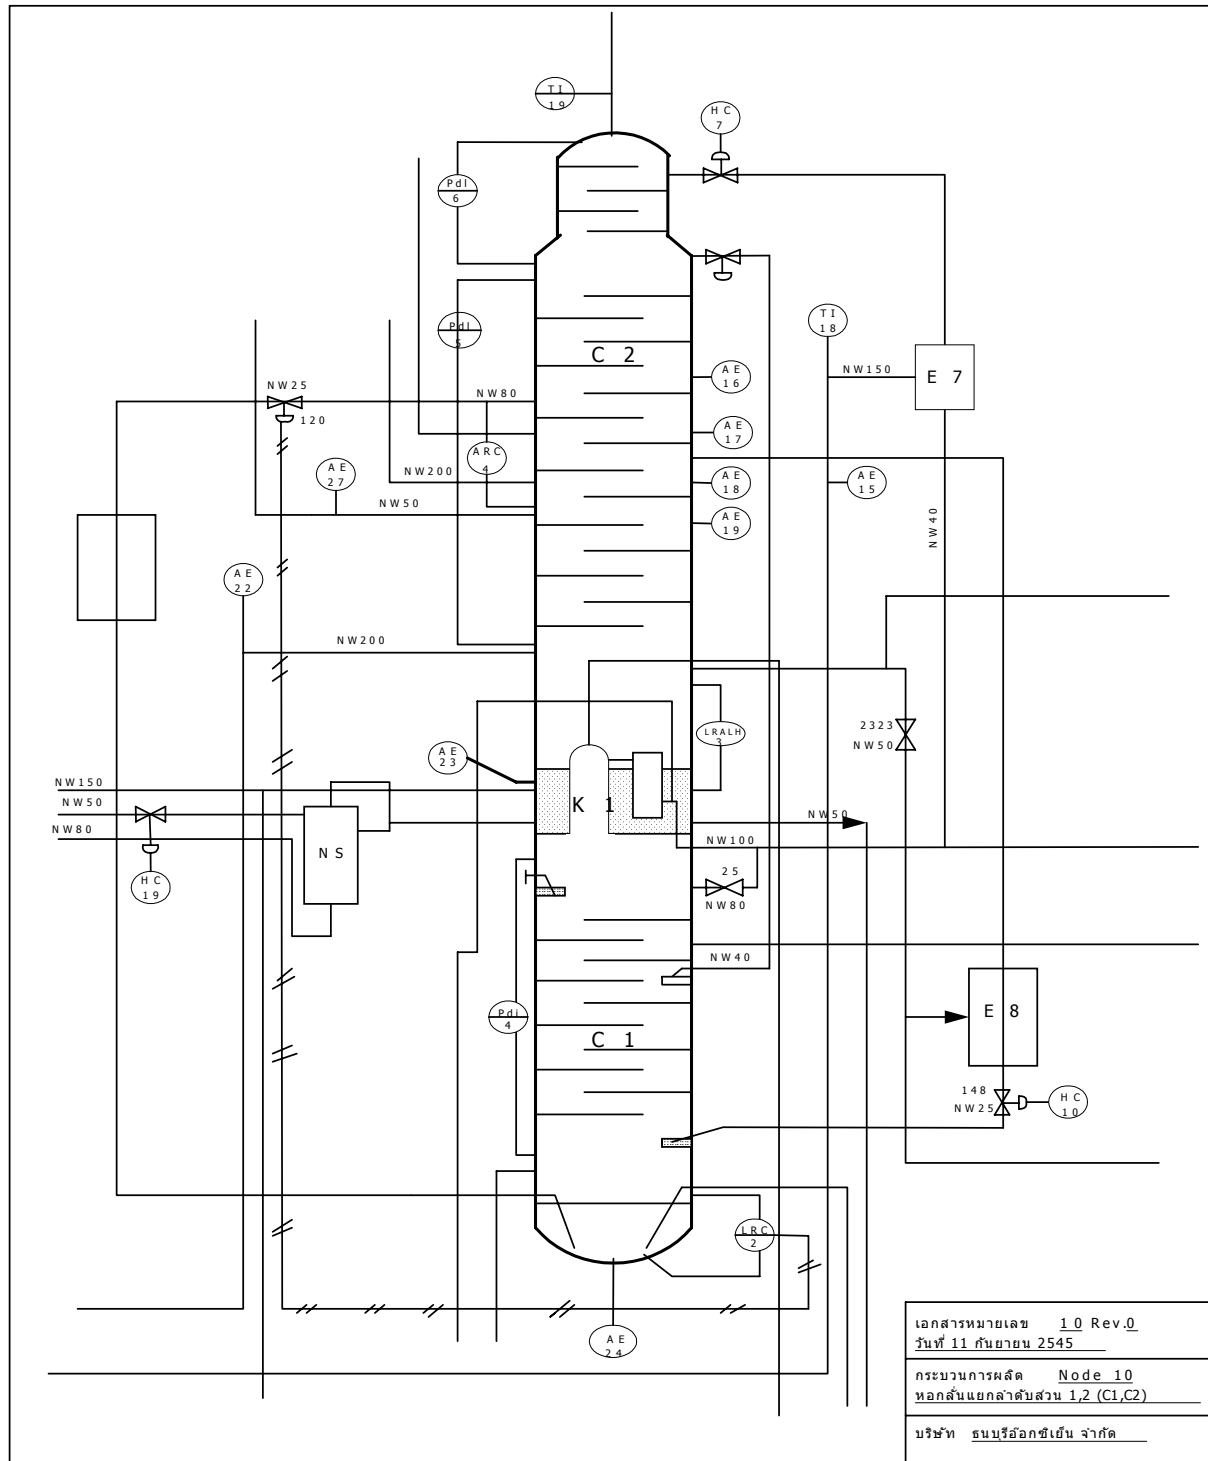 TI
19
HC
7
PdI
6
TI
18
PdI
5
C 2
NW25
NW80
120
AE
16
NW150
E 7
AE
17
ARC
4
AE
27
NW200
NW50
AE
18
AE
15
AE
19
NW40
AE
22
NW200
2323
NW50
LRALH
3
AE
23
NW150
NW50
NW80
K 1
NW50
NW100
NS
25
NW80
HC
19
NW40
PdI
4
C 1
E 8
148
NW25
HC
10
LRC
2
AE
24
เอกสารหมายเลข 10 Rev.0
วันที่ 11 กันยายน 2545
กระบวนการผลิต Node 10
หอกลั่นแยกลำดับส่วน 1,2 (C1,C2)
บริษัท ธนบุรีอ๊อกซิเย็น จำกัด